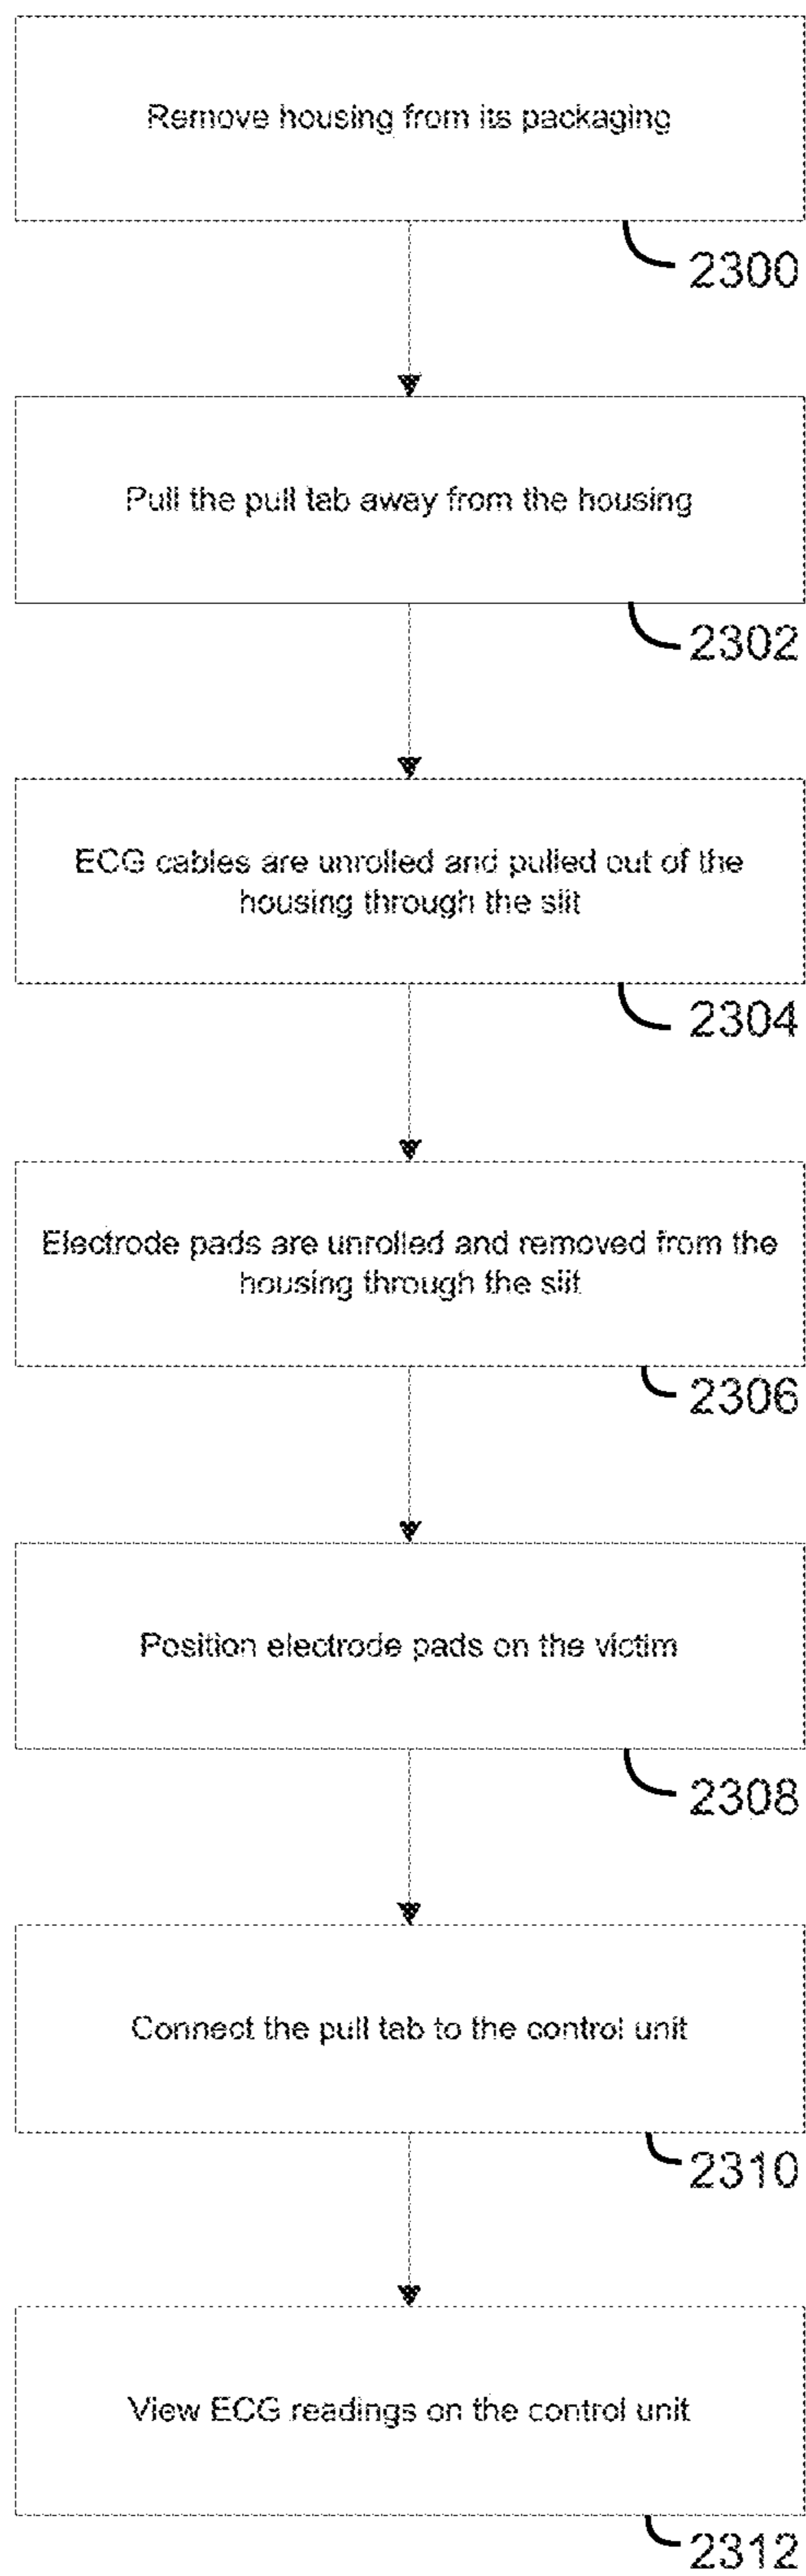 Remove housing from its packaging
2300
Pull the pull tab away from the housing
2302
ECG cables are unrolled and pulled out of the
housing through the slit
2304
Electrode pads are unrolled and removed from the
housing through the slit
2306
Position electrode pads on the victim
2308
Connect the pull tab to the control unit
2310
View ECG readings on the control unit
2312